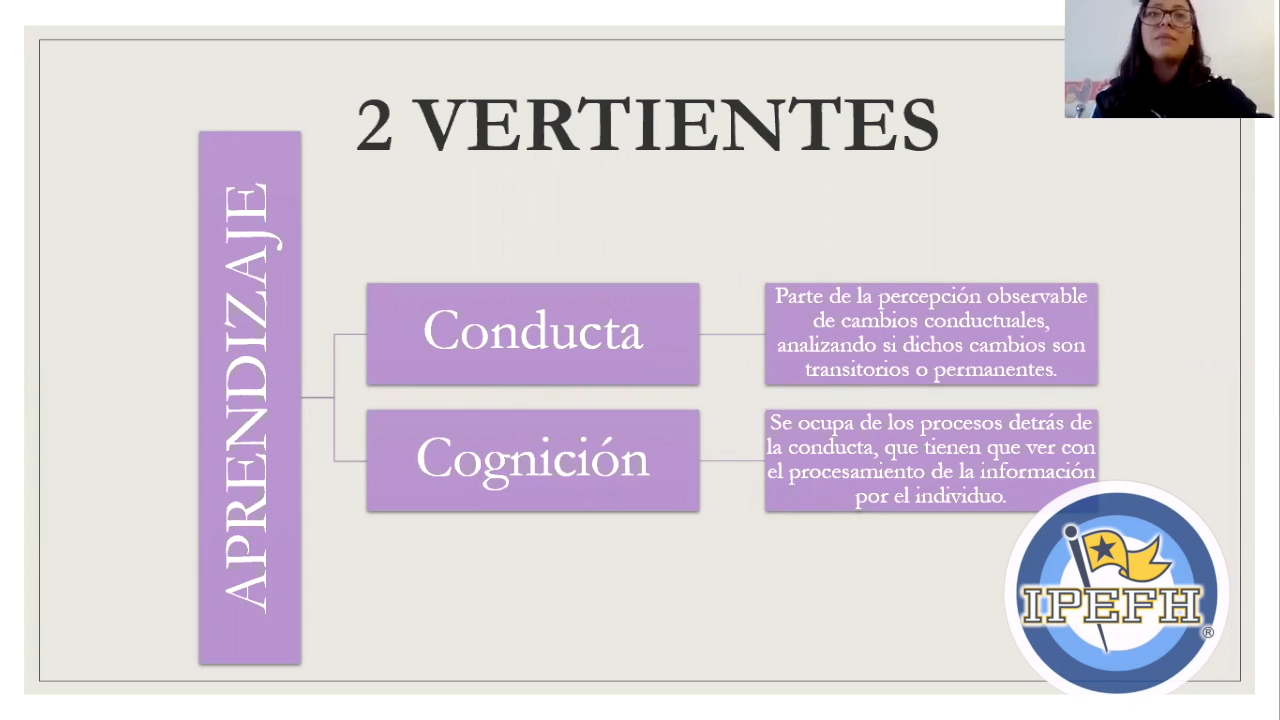 2 VERTIENTES
APRENDIZAJE
Conducta
Parte de la percepción observable
de cambios conductuales,
analizando si dichos cambios son
transitorios o permanentes.
Cognición
Se ocupa de los procesos detrás de
la conducta, que tienen que ver con
el procesamiento de la información
por el individuo.
IPEFH
®